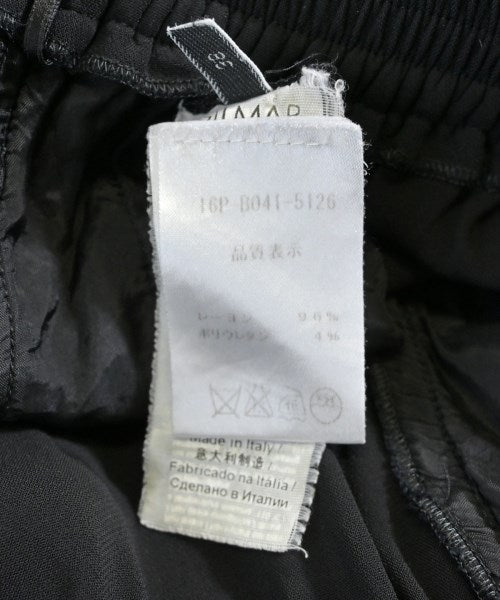 38
16P-B041-5126
品質表示
レーヨン 96%
ポリウレタン 4%
Made in Italy/
意大利制造/
Fabricado na Itália/
Сделано в Италии